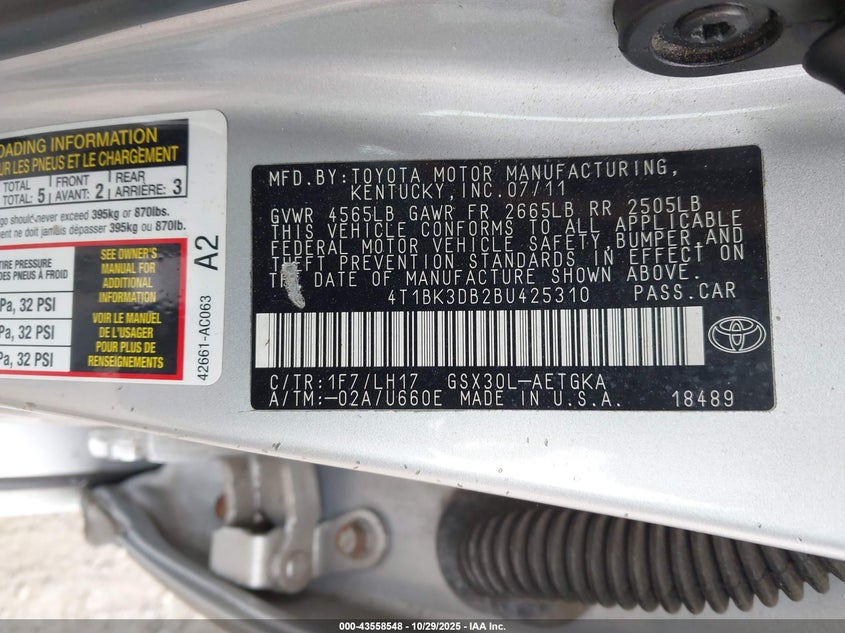 OADING INFORMATION
UR LES PNEUS ET LE CHARGEMENT
TOTAL FRONT REAR
TOTAL: 5 AVANT: 2 ARRIÈRE: 3
go should never exceed 395kg or 870lbs.
ment ne doit jamais dépasser 395kg ou 870lb.
TIRE PRESSURE
DES PNEUS À FROID
Pa, 32 PSI
Pa, 32 PSI
Pa, 32 PSI
SEE OWNER'S
MANUAL FOR
ADDITIONAL
INFORMATION
VOIR LE MANUEL
DE L'USAGER
POUR PLUS DE
RENSEIGNEMENTS
42661-AC063 A2
MFD.BY:TOYOTA MOTOR MANUFACTURING,
KENTUCKY,INC.07/11
GVWR 4565LB GAWR FR 2665LB RR 2505LB
THIS VEHICLE CONFORMS TO ALL APPLICABLE
FEDERAL MOTOR VEHICLE SAFETY,BUMPER,AND
THEFT PREVENTION STANDARDS IN EFFECT ON
THE DATE OF MANUFACTURE SHOWN ABOVE.
4T1BK3DB2BU425310 PASS.CAR
C/TR:1F7/LH17 GSX30L-AETGKA
A/TM:-02A/U660E MADE IN U.S.A. 18489
000-43558548 - 10/29/2025 - IAA Inc.